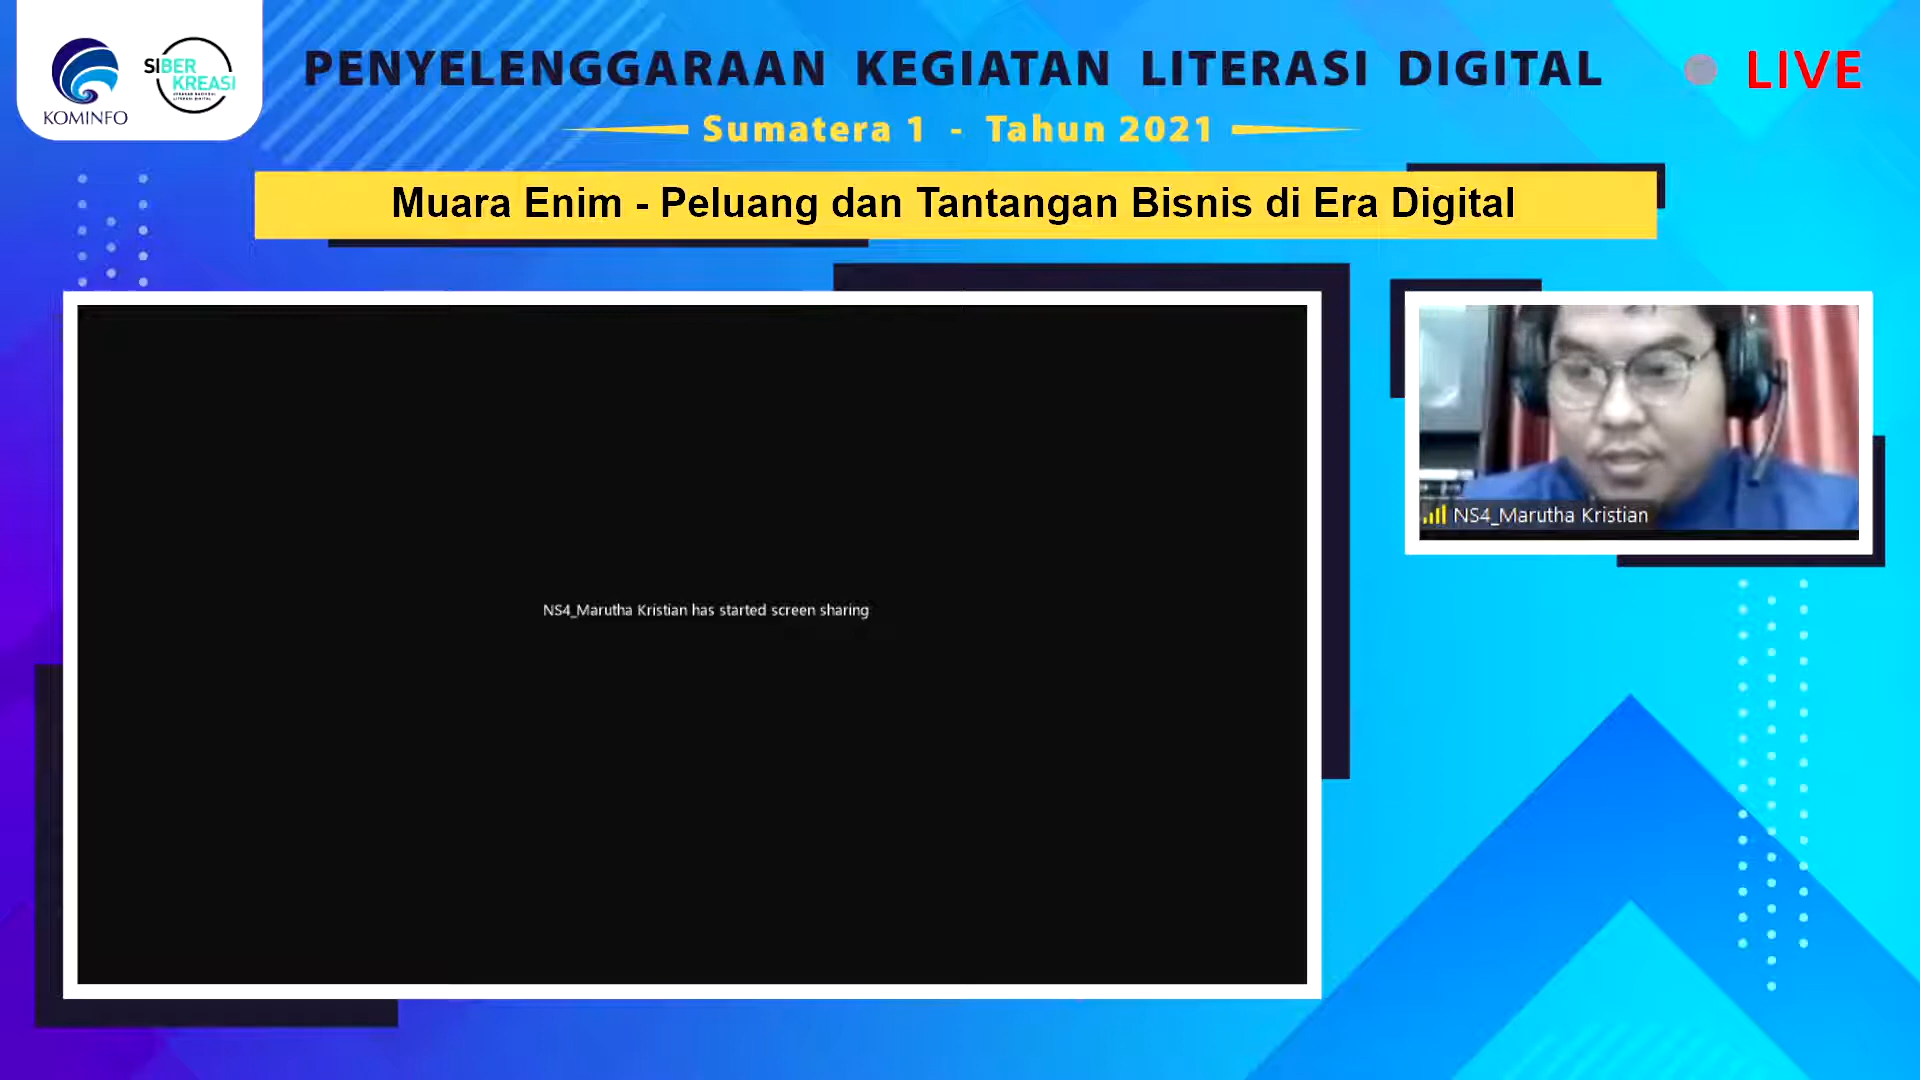 KOMINFO
SIBER
KREASI
PENYELENGGARAAN KEGIATAN LITERASI DIGITAL
LIVE
Sumatera 1 - Tahun 2021
Muara Enim - Peluang dan Tantangan Bisnis di Era Digital
NS4_Marutha Kristian
NS4_Marutha Kristian has started screen sharing